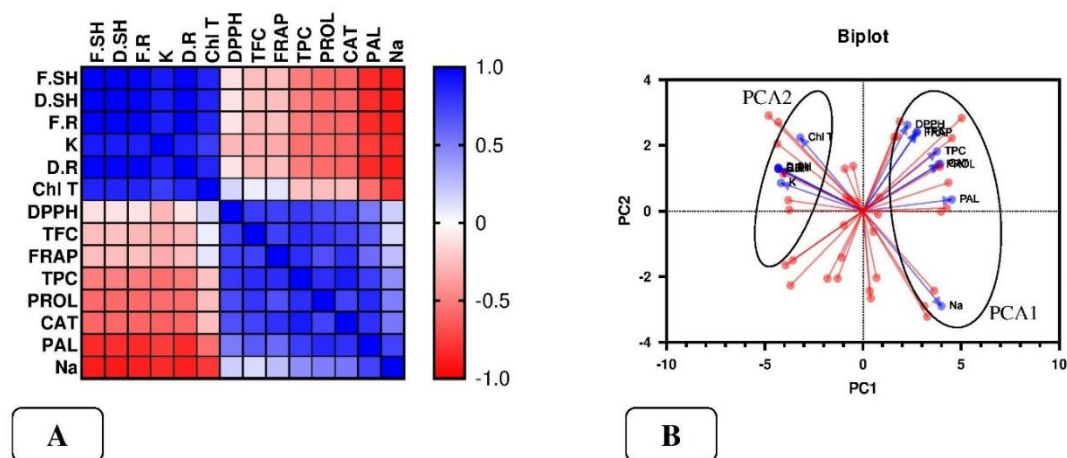 F.SH D.SH F.R K D.R Chl T DPPH TFC FRAP TPC PROL CAT PAL Na
F.SH
D.SH
F.R
K
D.R
Chl T
DPPH
TFC
FRAP
TPC
PROL
CAT
PAL
Na
1.0
0.5
0
-0.5
-1.0
A
Biplot
PCA2
PCA1
Chl T
K
DPPH
FRAP
TPC
PROL
PAL
Na
PC2
4
2
0
-2
-4
-10 -5 0 5 10
PC1
B